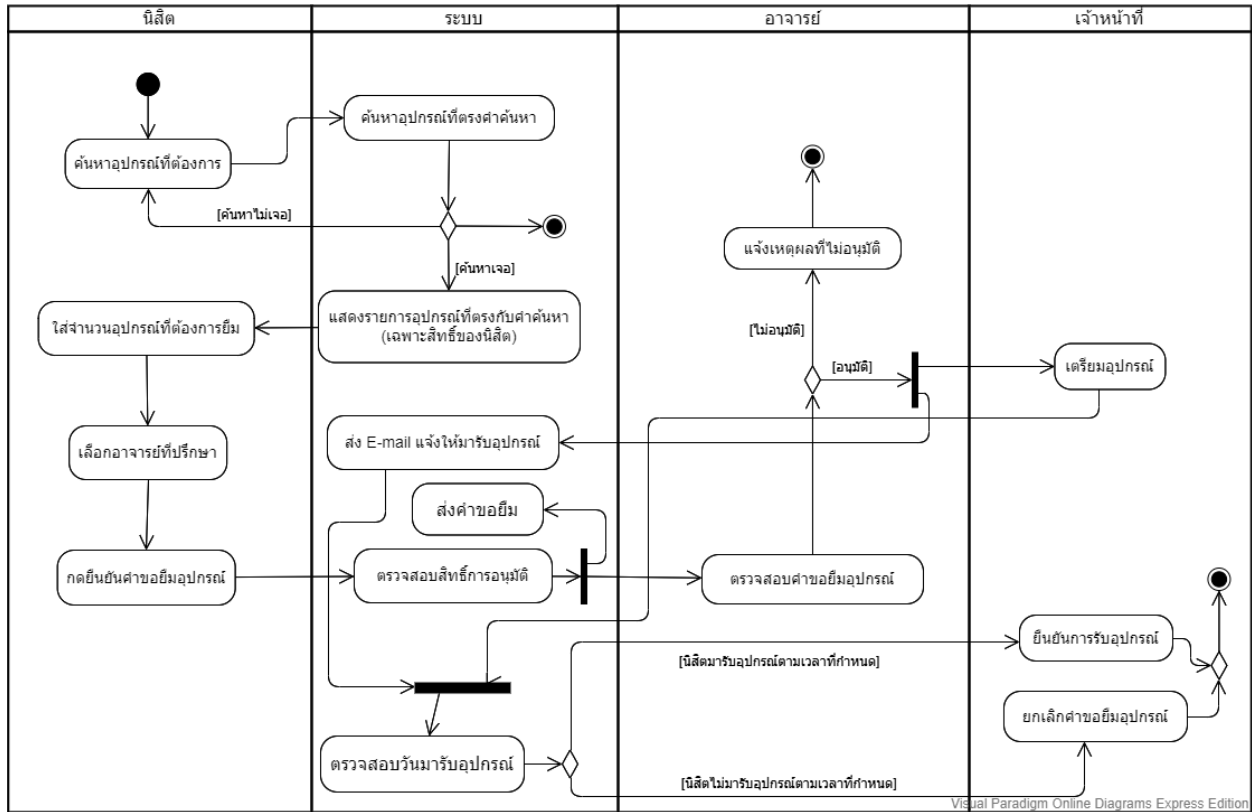 นิสิต
ระบบ
อาจารย์
เจ้าหน้าที่
ค้นหาอุปกรณ์ที่ต้องการ
ค้นหาอุปกรณ์ที่ตรงคำค้นหา
[ค้นหาไม่เจอ]
[ค้นหาเจอ]
แสดงรายการอุปกรณ์ที่ตรงกับคำค้นหา
(เฉพาะสิทธิ์ของนิสิต)
ใส่จำนวนอุปกรณ์ที่ต้องการยืม
เลือกอาจารย์ที่ปรึกษา
กดยืนยันคำขอยืมอุปกรณ์
ส่ง E-mail แจ้งให้มารับอุปกรณ์
ส่งคำขอยืม
ตรวจสอบสิทธิ์การอนุมัติ
ตรวจสอบคำขอยืมอุปกรณ์
แจ้งเหตุผลที่ไม่อนุมัติ
[ไม่อนุมัติ]
[อนุมัติ]
เตรียมอุปกรณ์
ตรวจสอบวันมารับอุปกรณ์
[นิสิตมารับอุปกรณ์ตามเวลาที่กำหนด]
[นิสิตไม่มารับอุปกรณ์ตามเวลาที่กำหนด]
ยืนยันการรับอุปกรณ์
ยกเลิกคำขอยืมอุปกรณ์
Visual Paradigm Online Diagrams Express Edition